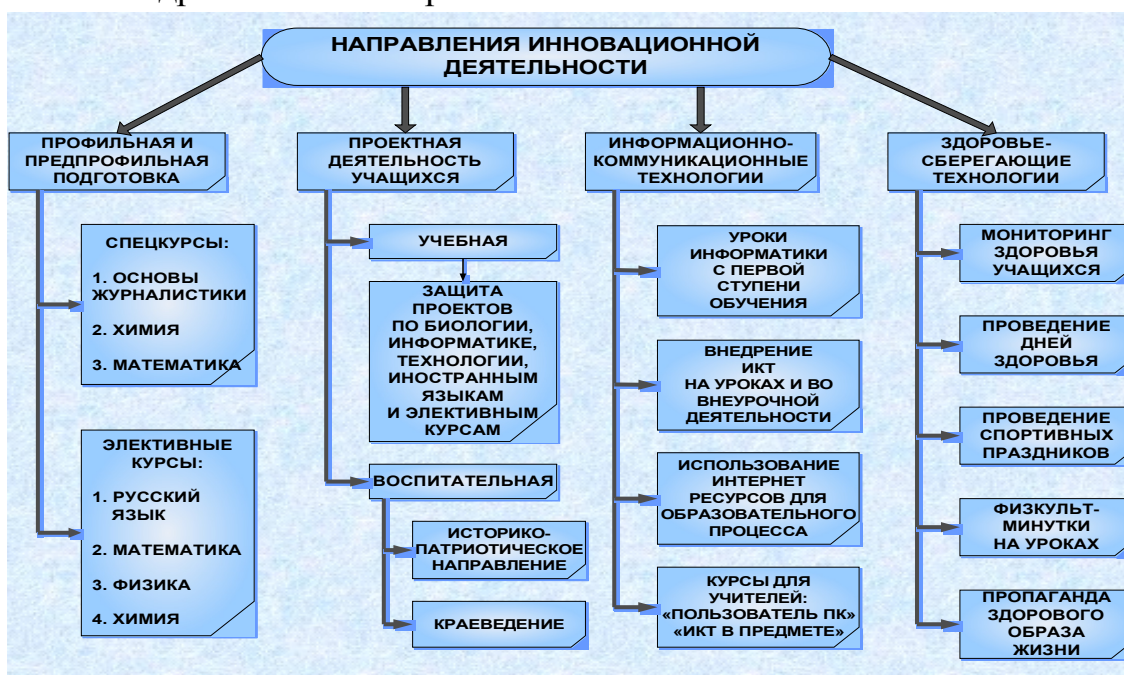 НАПРАВЛЕНИЯ ИННОВАЦИОННОЙ
ДЕЯТЕЛЬНОСТИ
ПРОФИЛЬНАЯ И
ПРЕДПРОФИЛЬНАЯ
ПОДГОТОВКА
СПЕЦКУРСЫ:
1. ОСНОВЫ
ЖУРНАЛИСТИКИ
2. ХИМИЯ
3. МАТЕМАТИКА
ЭЛЕКТИВНЫЕ
КУРСЫ:
1. РУССКИЙ
ЯЗЫК
2. МАТЕМАТИКА
3. ФИЗИКА
4. ХИМИЯ
ПРОЕКТНАЯ
ДЕЯТЕЛЬНОСТЬ
УЧАЩИХСЯ
УЧЕБНАЯ
ЗАЩИТА
ПРОЕКТОВ
ПО БИОЛОГИИ,
ИНФОРМАТИКЕ,
ТЕХНОЛОГИИ,
ИНОСТРАННЫМ
ЯЗЫКАМ
И ЭЛЕКТИВНЫМ
КУРСАМ
ВОСПИТАТЕЛЬНАЯ
ИСТОРИКО-
ПАТРИОТИЧЕСКОЕ
НАПРАВЛЕНИЕ
КРАЕВЕДЕНИЕ
ИНФОРМАЦИОННО-
КОММУНИКАЦИОННЫЕ
ТЕХНОЛОГИИ
УРОКИ
ИНФОРМАТИКИ
С ПЕРВОЙ
СТУПЕНИ
ОБУЧЕНИЯ
ВНЕДРЕНИЕ
ИКТ
НА УРОКАХ И ВО
ВНЕУРОЧНОЙ
ДЕЯТЕЛЬНОСТИ
ИСПОЛЬЗОВАНИЕ
ИНТЕРНЕТ
РЕСУРСОВ ДЛЯ
ОБРАЗОВАТЕЛЬНОГО
ПРОЦЕССА
КУРСЫ ДЛЯ
УЧИТЕЛЕЙ:
«ПОЛЬЗОВАТЕЛЬ ПК»
«ИКТ В ПРЕДМЕТЕ»
ЗДОРОВЬЕ-
СБЕРЕГАЮЩИЕ
ТЕХНОЛОГИИ
МОНИТОРИНГ
ЗДОРОВЬЯ
УЧАЩИХСЯ
ПРОВЕДЕНИЕ
ДНЕЙ
ЗДОРОВЬЯ
ПРОВЕДЕНИЕ
СПОРТИВНЫХ
ПРАЗДНИКОВ
ФИЗКУЛЬТ-
МИНУТКИ
НА УРОКАХ
ПРОПАГАНДА
ЗДОРОВОГО
ОБРАЗА
ЖИЗНИ